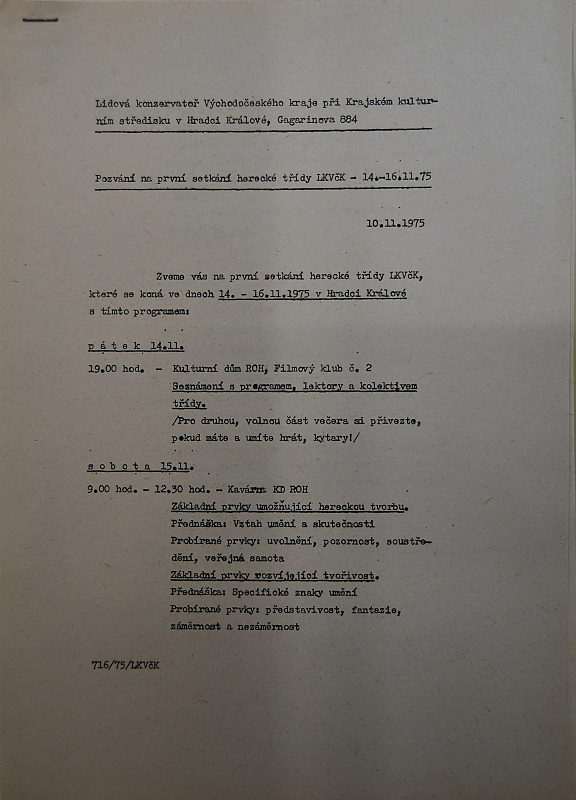 Lidová konzervatoř Východočeského kraje při Krajském kultur-
ním středisku v Hradci Králové, Gagarinova 884
Pozvání na první setkání herecké třídy LKVčK - 14.-16.11.75
10.11.1975
Zveme vás na první setkání herecké třídy LKVčK,
které se koná ve dnech 14. - 16.11.1975 v Hradci Králové
s tímto programem:
p á t e k 14.11.
19.00 hod. - Kulturní dům ROH, Filmový klub č. 2
Seznámení s programem, lektory a kolektivem
třídy.
/Pro druhou, volnou část večera si přivezte,
pokud máte a umíte hrát, kytary!/
s o b o t a 15.11.
9.00 hod. - 12.30 hod. - Kavárna KD ROH
Základní prvky umožňující hereckou tvorbu.
Přednáška: Vztah umění a skutečnosti
Probírané prvky: uvolnění, pozornost, soustře-
dění, veřejná samota
Základní prvky rozvíjející tvořivost.
Přednáška: Specifické znaky umění
Probírané prvky: představivost, fantazie,
záměrnost a nezáměrnost
716/75/LKVčK